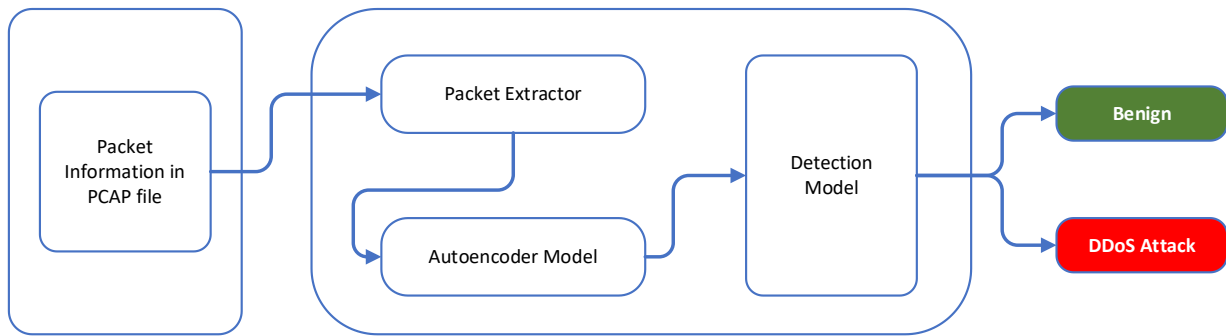 Packet
Information in
PCAP file
Packet Extractor
Autoencoder Model
Detection
Model
Benign
DDoS Attack